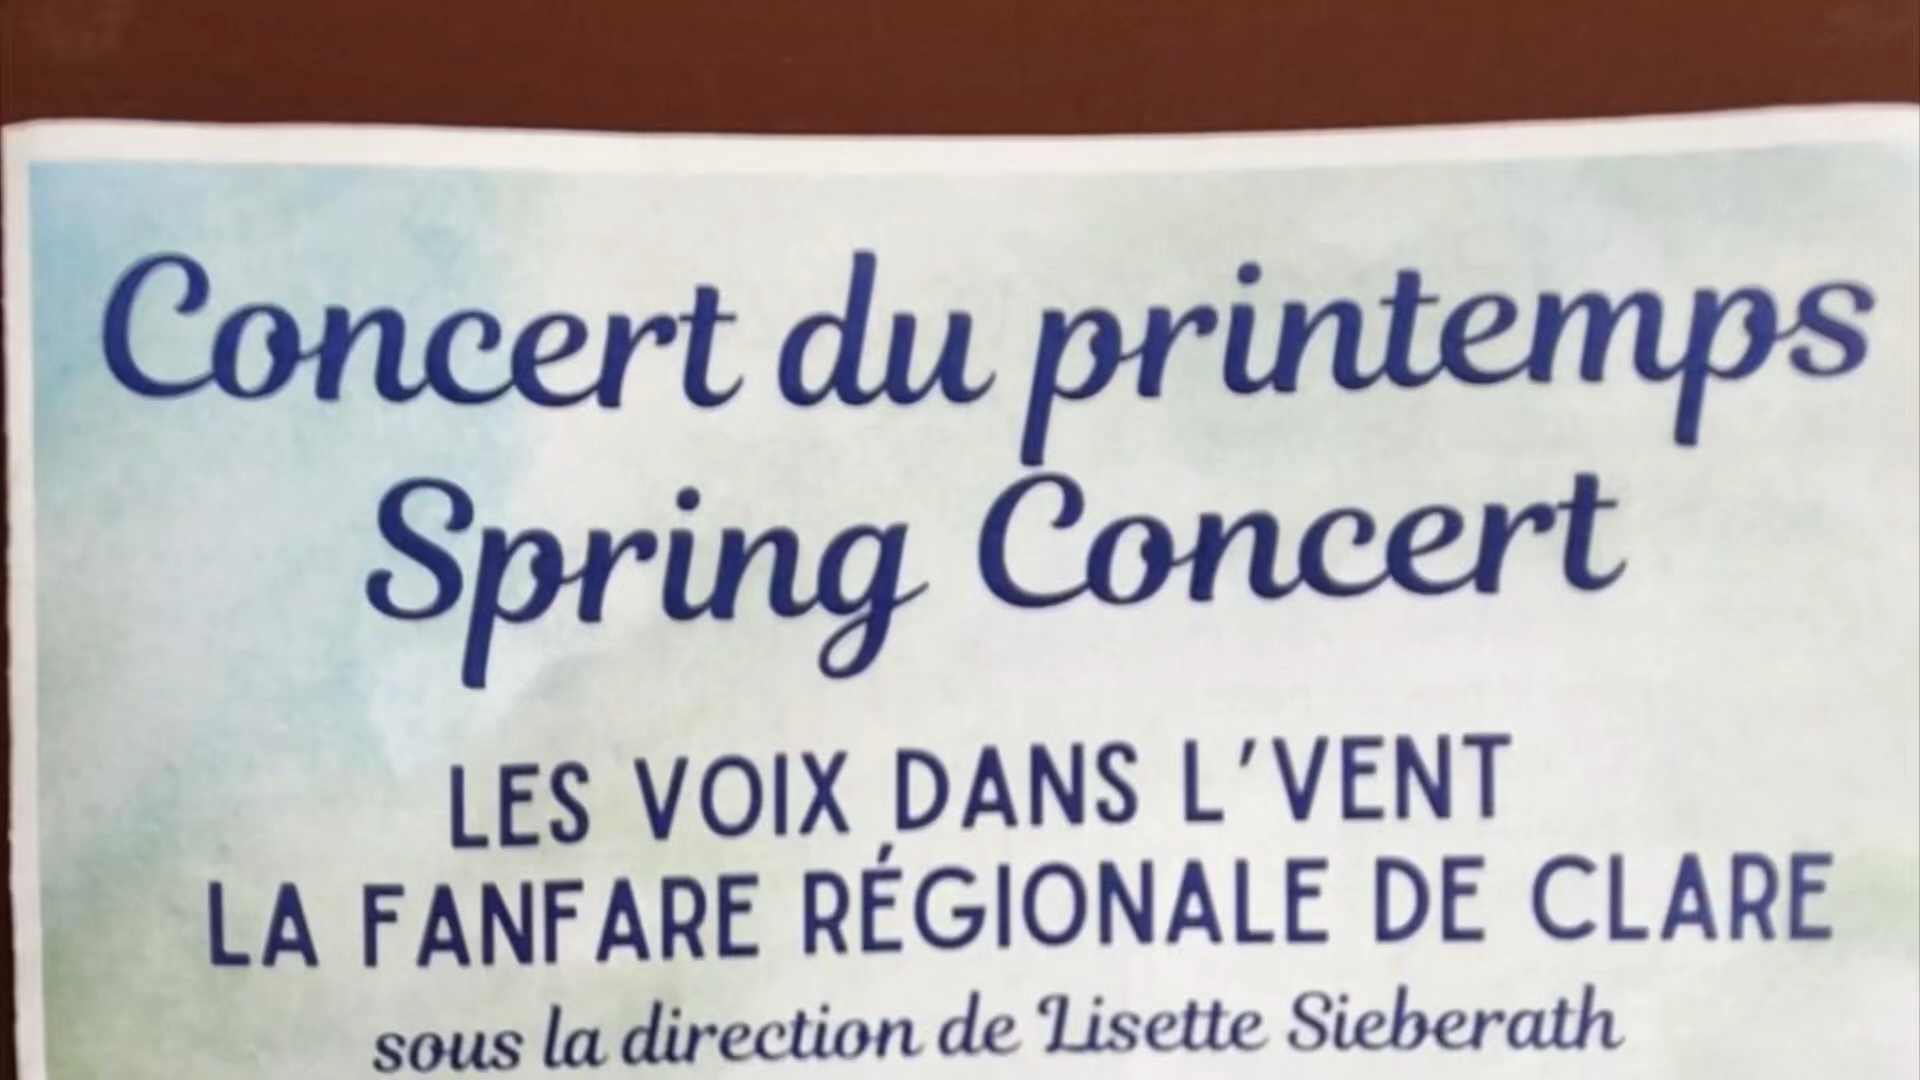 Concert du printemps
Spring Concert
LES VOIX DANS L'VENT
LA FANFARE RÉGIONALE DE CLARE
sous la direction de Lisette Sieberath